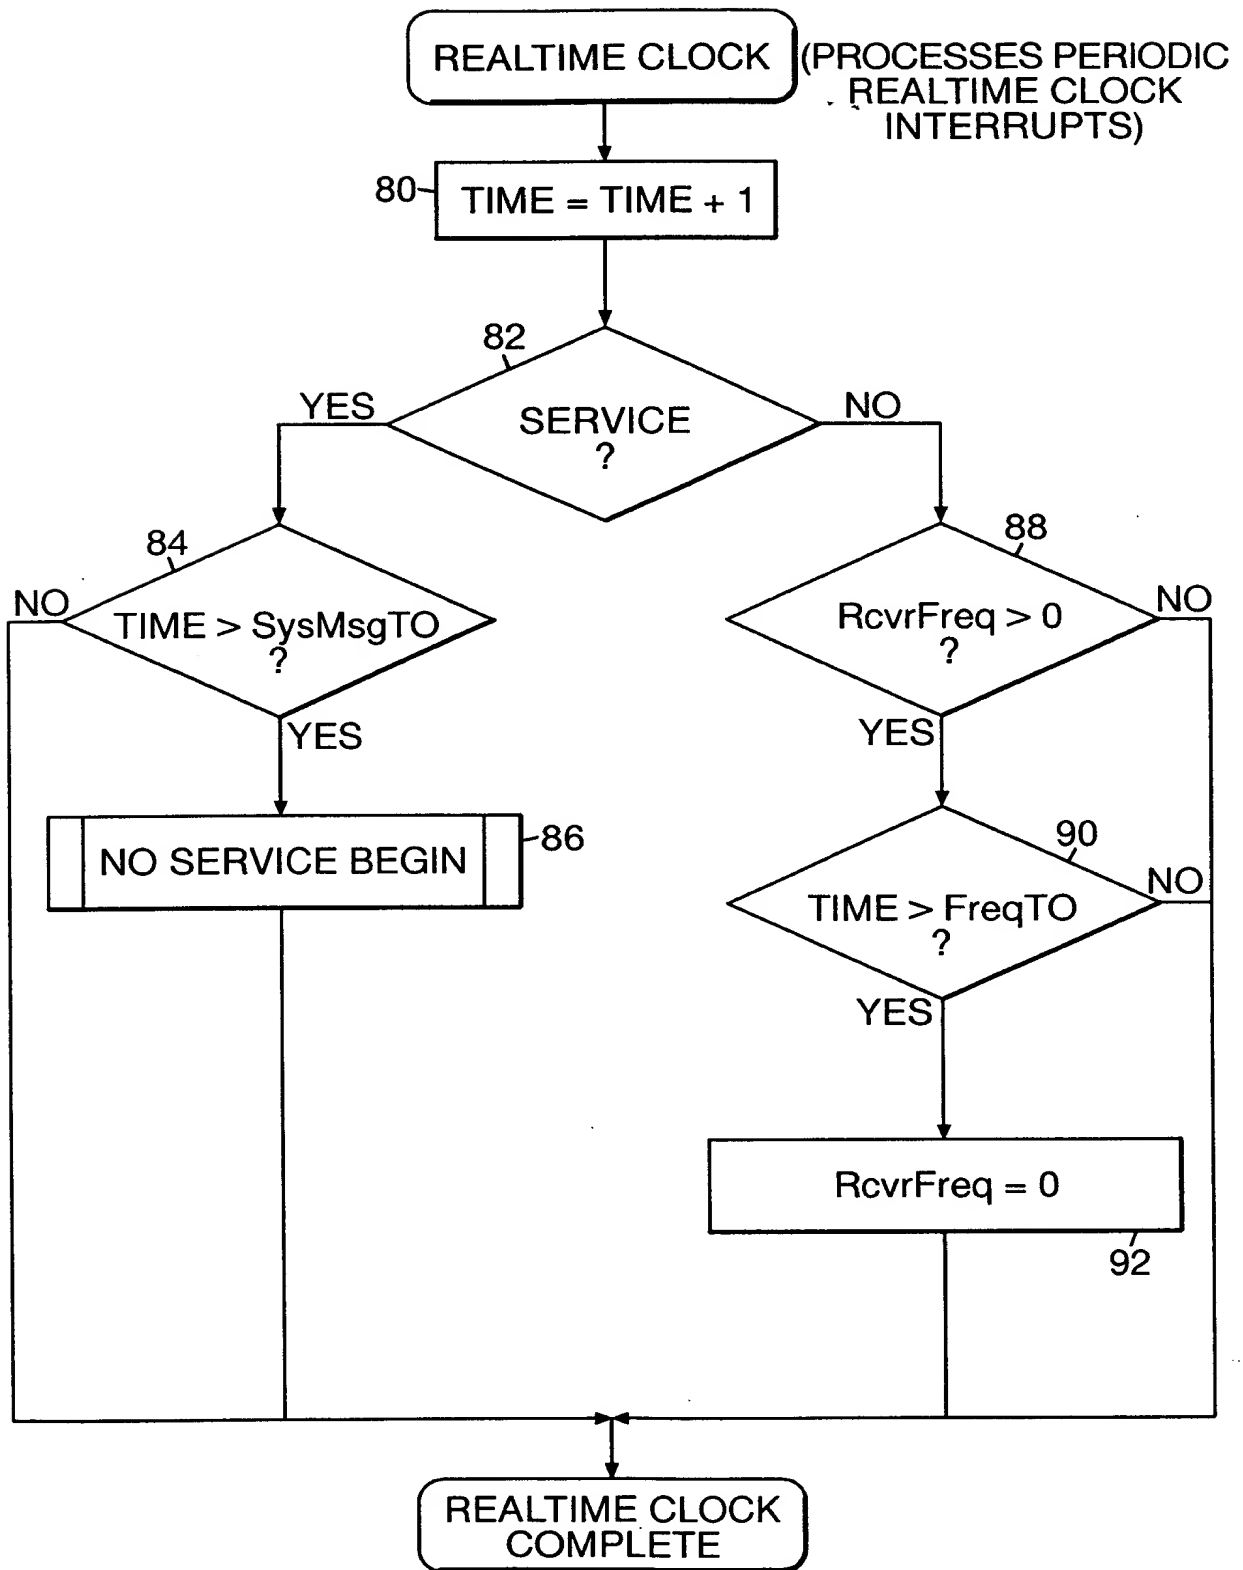 REALTIME CLOCK
(PROCESSES PERIODIC
REALTIME CLOCK
INTERRUPTS)
80
TIME = TIME + 1
82
YES
SERVICE
?
NO
84
NO
TIME > SysMsgTO
?
YES
88
RcvrFreq > 0
?
NO
YES
NO SERVICE BEGIN
86
90
TIME > FreqTO
?
NO
YES
RcvrFreq = 0
92
REALTIME CLOCK
COMPLETE